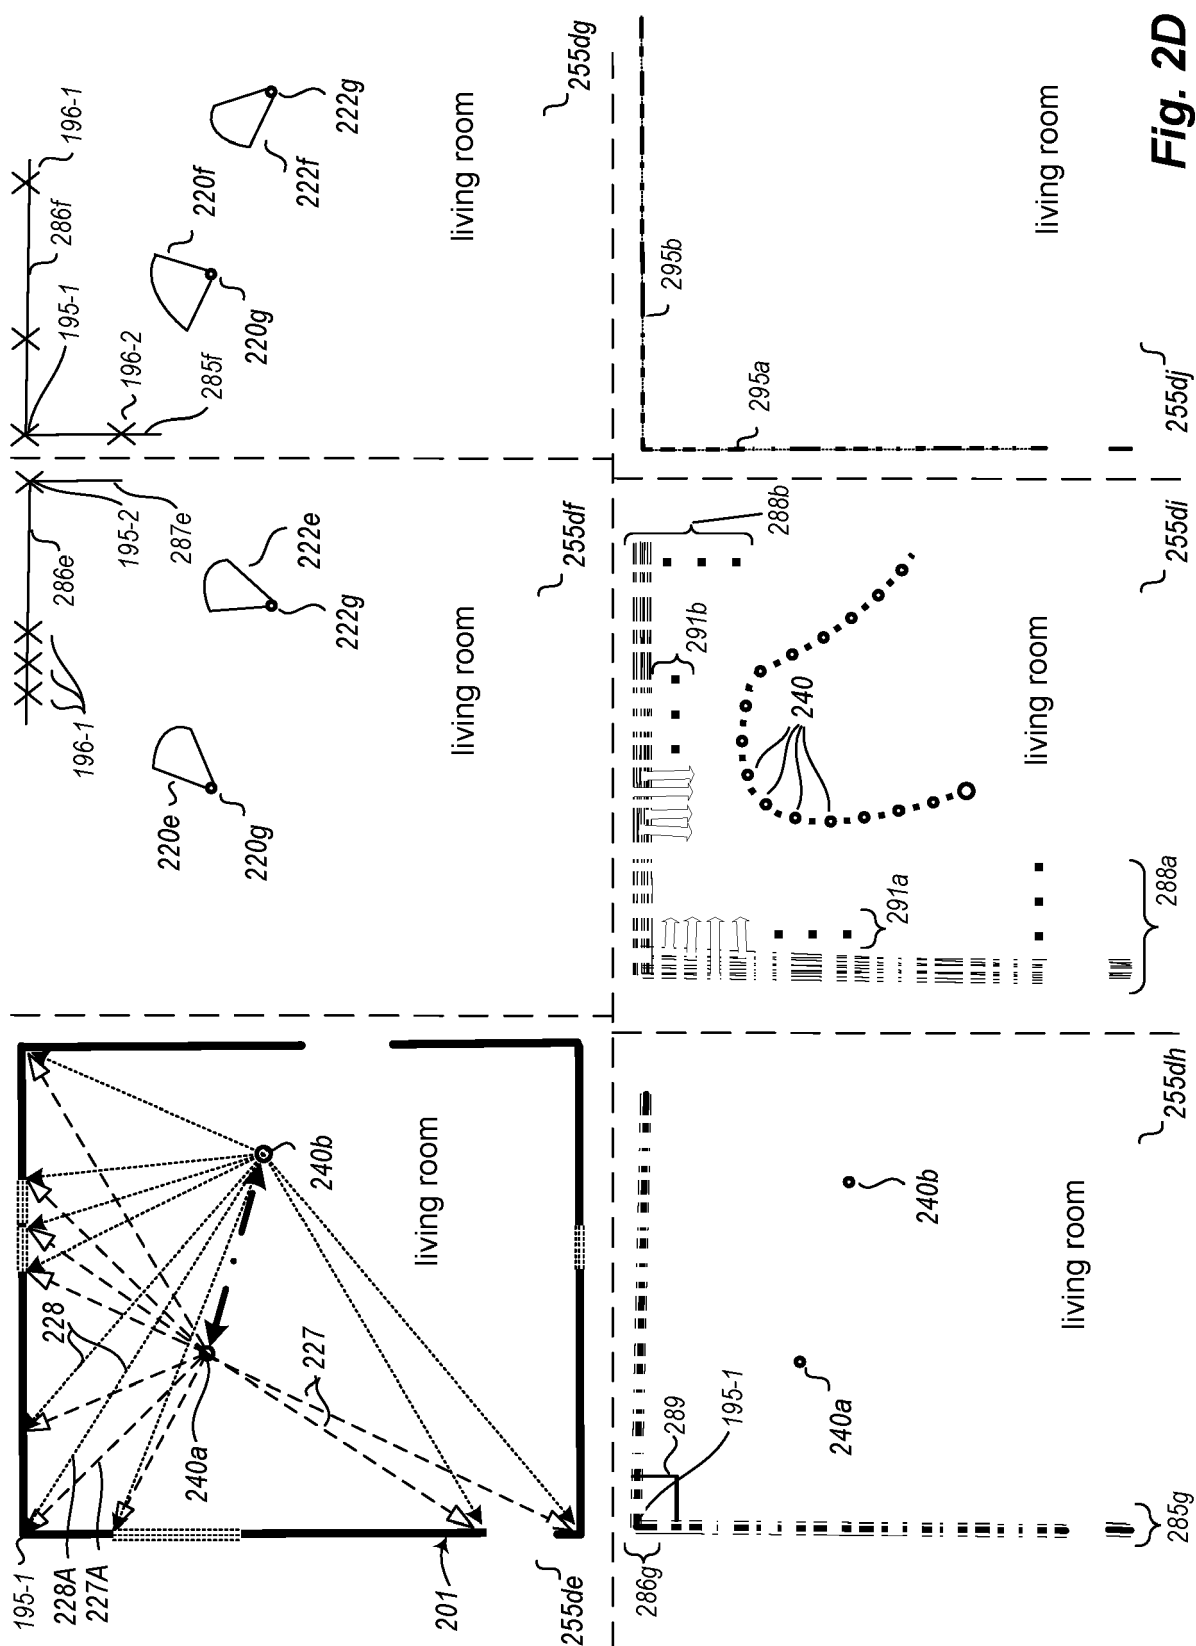 195-1
228A
227A
228
240a
227
240b
201
living room
255de
196-1
286e
195-2
287e
220e
220g
222e
222g
living room
255df
195-1
286f
196-1
196-2
285f
220f
220g
222f
222g
living room
255dg
286g
289
195-1
240a
240b
285g
living room
255dh
291a
291b
288b
240
288a
living room
255di
295a
295b
living room
255dj
Fig. 2D